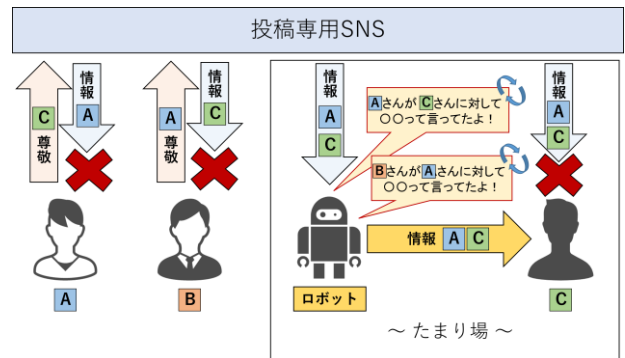 投稿専用SNS
C 尊敬
情報 A
A 尊敬
情報 C
情報 A C
AさんがCさんに対して
〇〇って言ってたよ!
BさんがAさんに対して
〇〇って言ってたよ!
情報 A C
情報 A C
A
B
ロボット
C
～ たまり場 ～